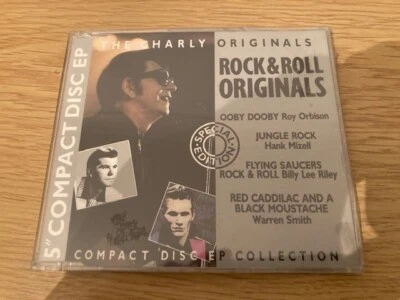 5" COMPACT DISC EP
THE CHARLY ORIGINALS
ROCK & ROLL
ORIGINALS
OOBY DOOBY Roy Orbison
JUNGLE ROCK
Hank Mizell
FLYING SAUCERS
ROCK & ROLL Billy Lee Riley
RED CADDILAC AND A
BLACK MOUSTACHE
Warren Smith
SPECIAL
EDITION
COMPACT DISC EP COLLECTION